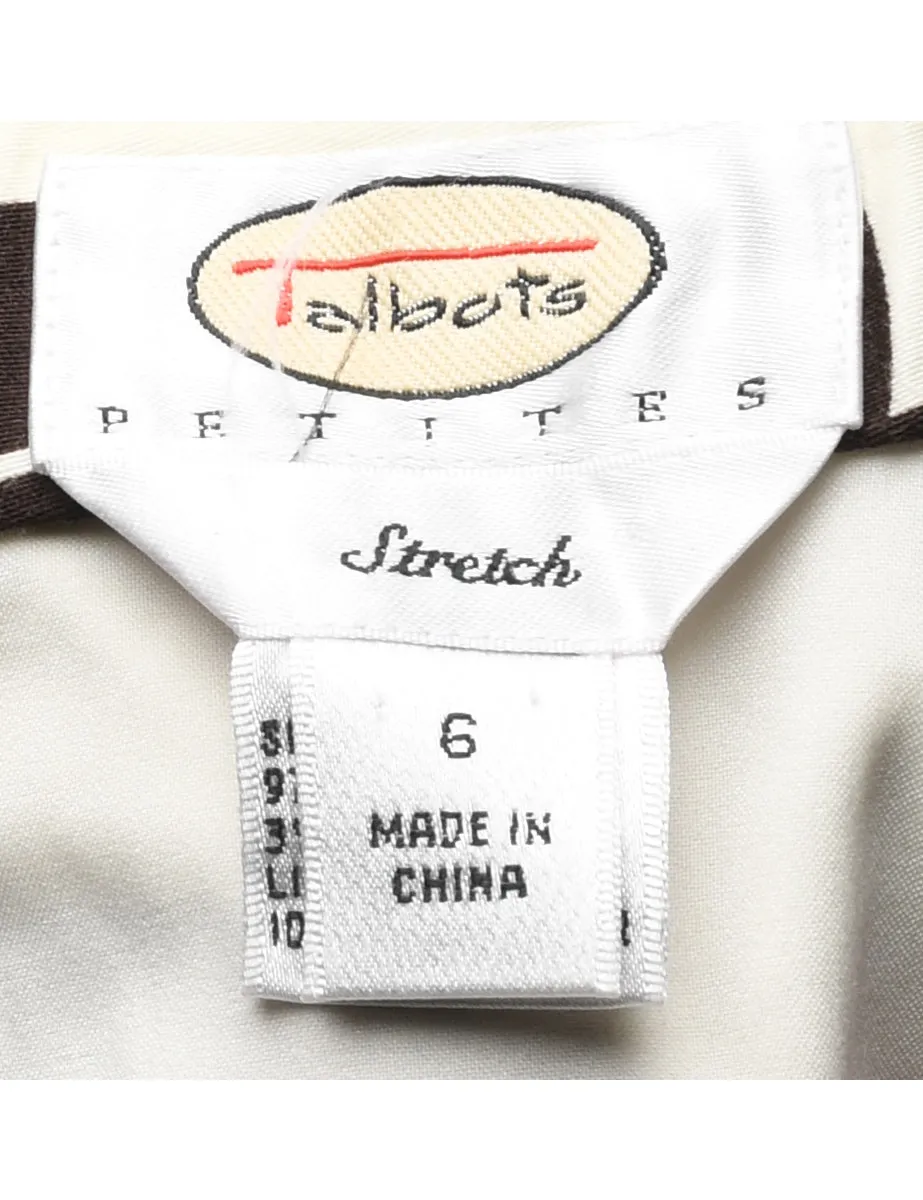 Talbots
PETITES
Stretch
6
MADE IN
CHINA